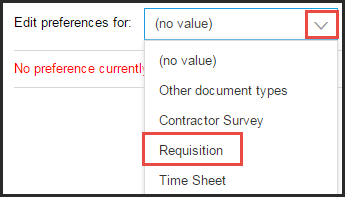 Edit preferences for: (no value)
(no value)
No preference currently
Other document types
Contractor Survey
Requisition
Time Sheet